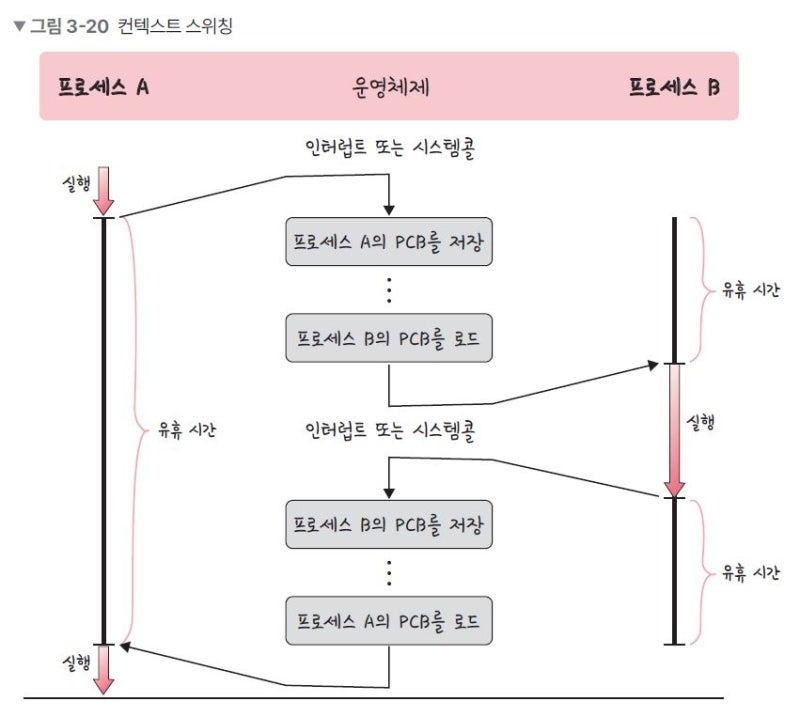 ▼ 그림 3-20 컨텍스트 스위칭
프로세스 A 운영체제 프로세스 B
인터럽트 또는 시스템콜
실행
프로세스 A의 PCB를 저장
유휴 시간
프로세스 B의 PCB를 로드
실행
유휴 시간
인터럽트 또는 시스템콜
프로세스 B의 PCB를 저장
유휴 시간
프로세스 A의 PCB를 로드
실행